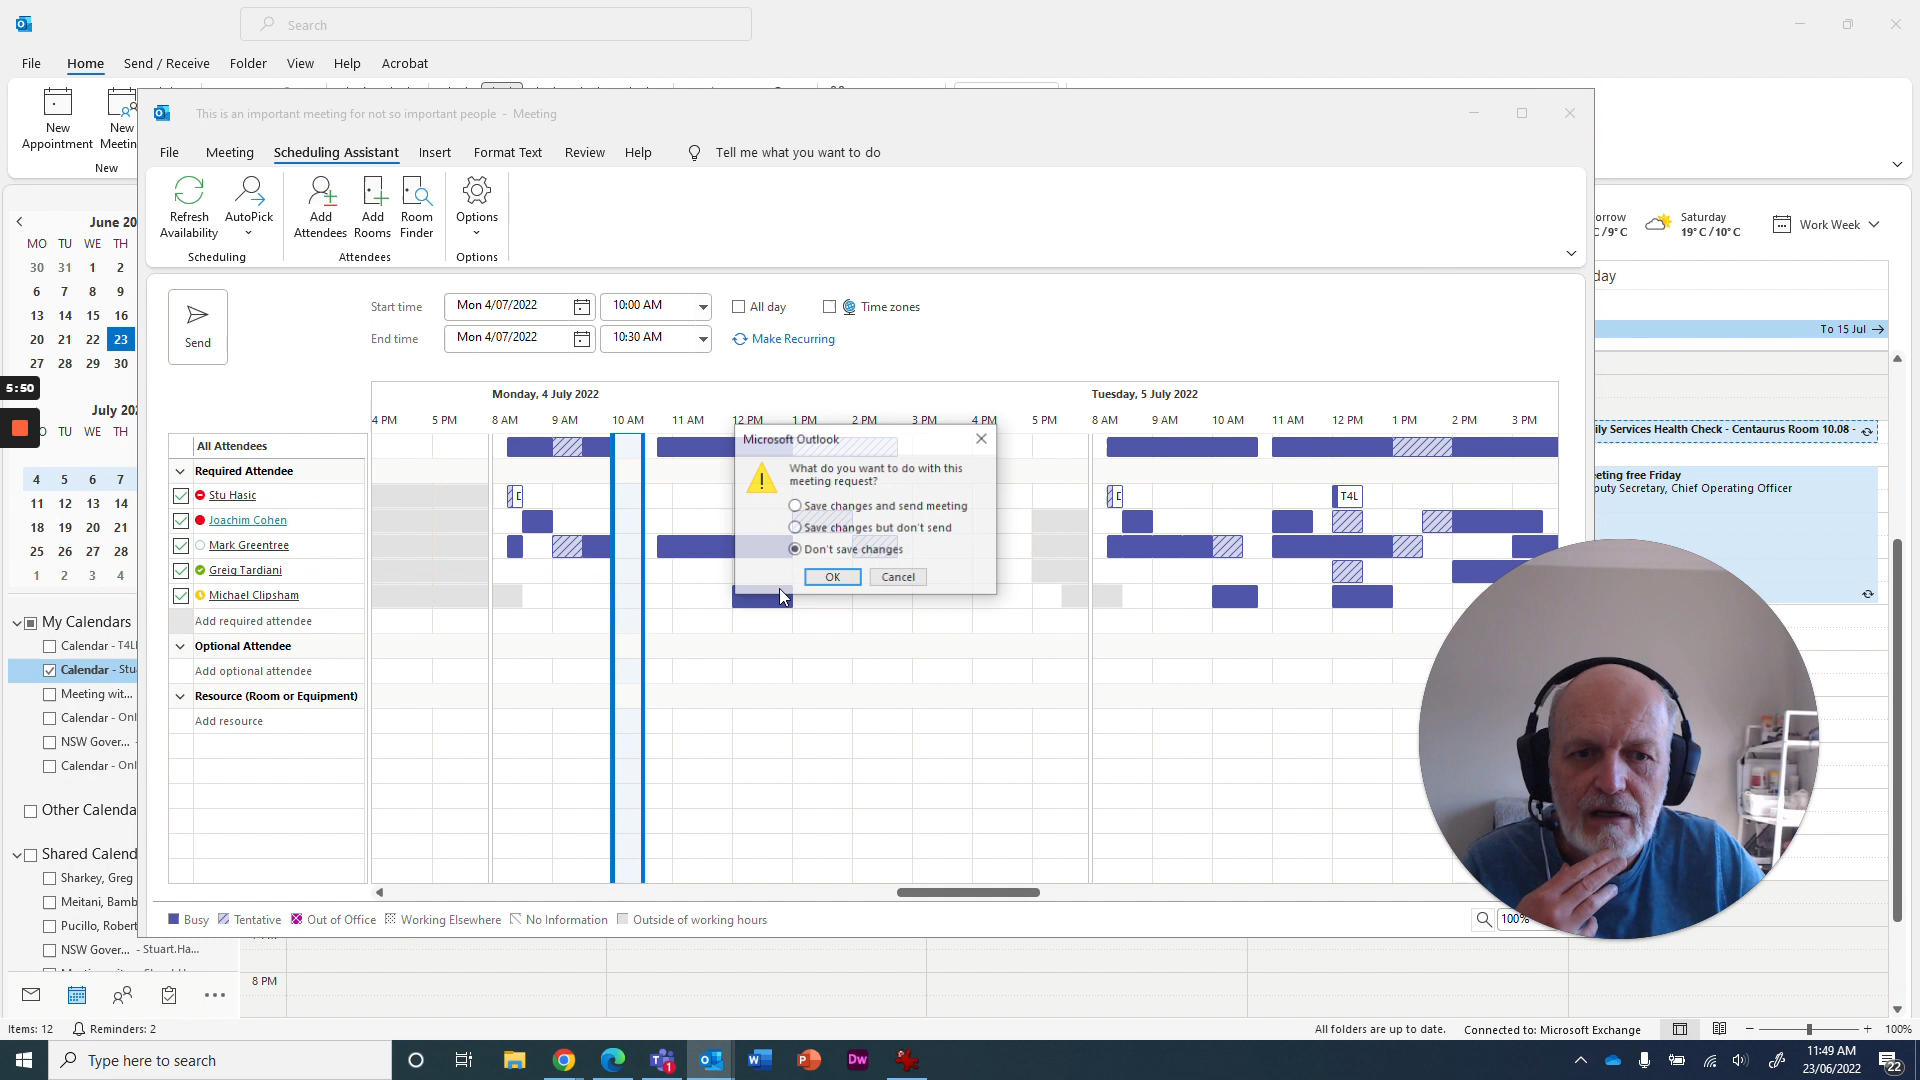 Search
File
Home
Send / Receive
Folder
View
Help
Acrobat
New
Appointment
New
New
This is an important meeting for not so important people - Meeting
File
Meeting
Scheduling Assistant
Insert
Format Text
Review
Help
Tell me what you want to do
Refresh
Availability
AutoPick
Add
Attendees
Add
Rooms
Room
Finder
Options
Scheduling
Attendees
Options
Saturday
19°C/10°C
Work Week
To 15 Jul
Send
Start time
Mon 4/07/2022
10:00 AM
All day
Time zones
End time
Mon 4/07/2022
10:30 AM
Make Recurring
June 20
MO TU WE TH
30 31 1 2
6 7 8 9
13 14 15 16
20 21 22 23
27 28 29 30
5:50
July 202
TU WE TH
4 5 6 7
11 12 13 14
18 19 20 21
25 26 27 28
1 2 3 4
Monday, 4 July 2022
Tuesday, 5 July 2022
4 PM 5 PM 8 AM 9 AM 10 AM 11 AM 12 PM 1 PM 2 PM 3 PM 4 PM 5 PM 8 AM 9 AM 10 AM 11 AM 12 PM 1 PM 2 PM 3 PM
All Attendees
Required Attendee
Stu Hasic
Joachim Cohen
Mark Greentree
Greig Tardiani
Michael Clipsham
Add required attendee
Optional Attendee
Add optional attendee
Resource (Room or Equipment)
Add resource
T4L
Microsoft Outlook
What do you want to do with this
meeting request?
Save changes and send meeting
Save changes but don't send
Don't save changes
OK
Cancel
ily Services Health Check - Centaurus Room 10.08 -
eeting free Friday
puty Secretary, Chief Operating Officer
My Calendars
Calendar - T4L
Calendar - Stu
Meeting wit...
Calendar - Onl
NSW Gover... -
Calendar - Onl
Other Calenda
Shared Calend
Sharkey, Greg
Meitani, Bamb
Pucillo, Robert
NSW Gover... - Stuart.Ha...
Busy
Tentative
Out of Office
Working Elsewhere
No Information
Outside of working hours
100%
8 PM
Items: 12
Reminders: 2
All folders are up to date.
Connected to: Microsoft Exchange
100%
Type here to search
Dw
1
11:49 AM
23/06/2022
22